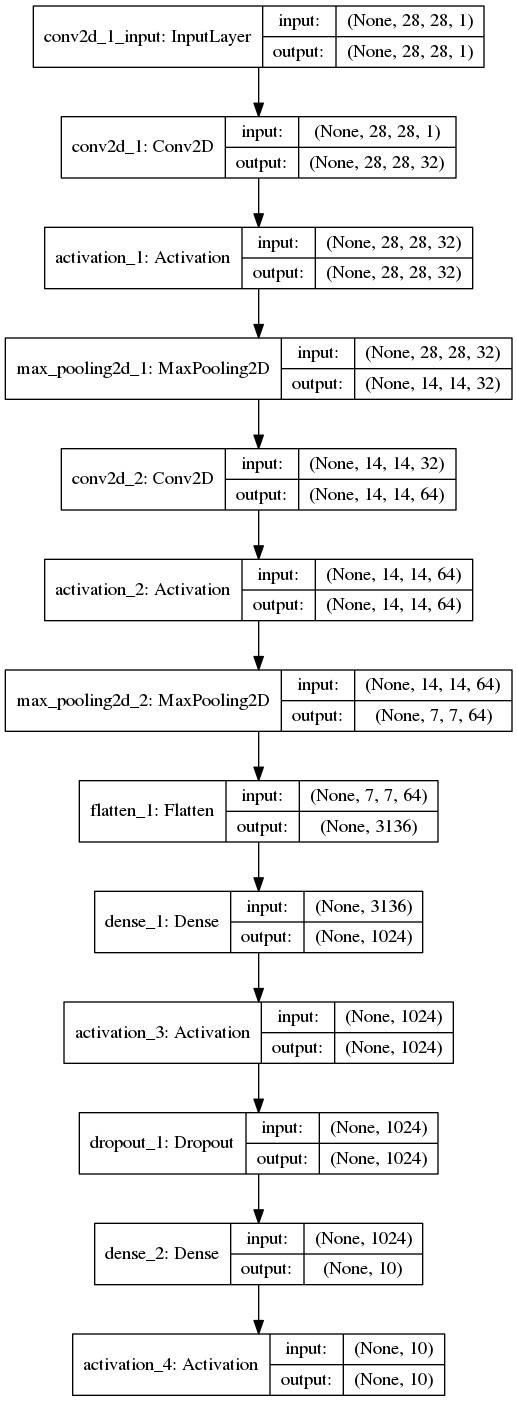 conv2d_1_input: InputLayer
input: (None, 28, 28, 1)
output: (None, 28, 28, 1)
conv2d_1: Conv2D
input: (None, 28, 28, 1)
output: (None, 28, 28, 32)
activation_1: Activation
input: (None, 28, 28, 32)
output: (None, 28, 28, 32)
max_pooling2d_1: MaxPooling2D
input: (None, 28, 28, 32)
output: (None, 14, 14, 32)
conv2d_2: Conv2D
input: (None, 14, 14, 32)
output: (None, 14, 14, 64)
activation_2: Activation
input: (None, 14, 14, 64)
output: (None, 14, 14, 64)
max_pooling2d_2: MaxPooling2D
input: (None, 14, 14, 64)
output: (None, 7, 7, 64)
flatten_1: Flatten
input: (None, 7, 7, 64)
output: (None, 3136)
dense_1: Dense
input: (None, 3136)
output: (None, 1024)
activation_3: Activation
input: (None, 1024)
output: (None, 1024)
dropout_1: Dropout
input: (None, 1024)
output: (None, 1024)
dense_2: Dense
input: (None, 1024)
output: (None, 10)
activation_4: Activation
input: (None, 10)
output: (None, 10)